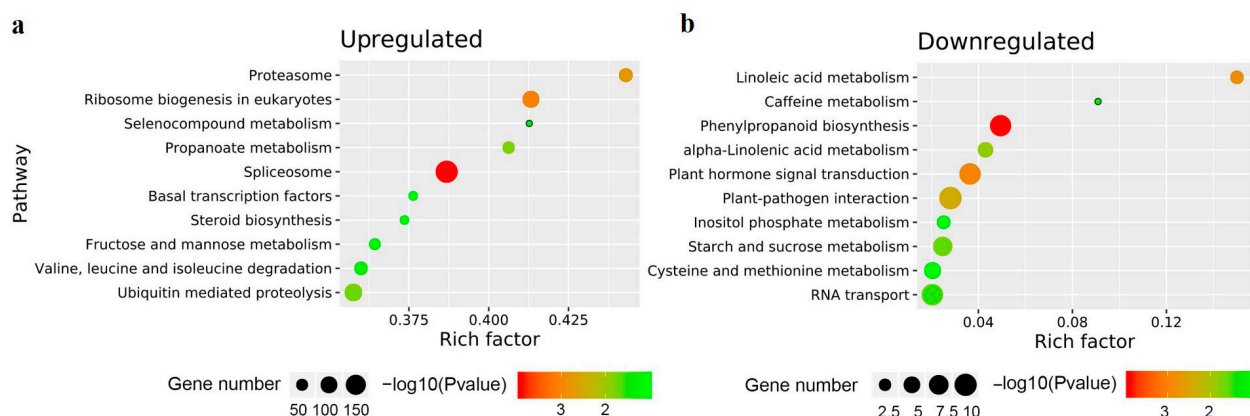 a
Upregulated
Pathway
Proteasome
Ribosome biogenesis in eukaryotes
Selenocompound metabolism
Propanoate metabolism
Spliceosome
Basal transcription factors
Steroid biosynthesis
Fructose and mannose metabolism
Valine, leucine and isoleucine degradation
Ubiquitin mediated proteolysis
0.375 0.400 0.425
Rich factor
Gene number
50 100 150
−log10(Pvalue)
3 2
b
Downregulated
Linoleic acid metabolism
Caffeine metabolism
Phenylpropanoid biosynthesis
alpha-Linolenic acid metabolism
Plant hormone signal transduction
Plant-pathogen interaction
Inositol phosphate metabolism
Starch and sucrose metabolism
Cysteine and methionine metabolism
RNA transport
0.04 0.08 0.12
Rich factor
Gene number
2.5 5 7.5 10
−log10(Pvalue)
3 2